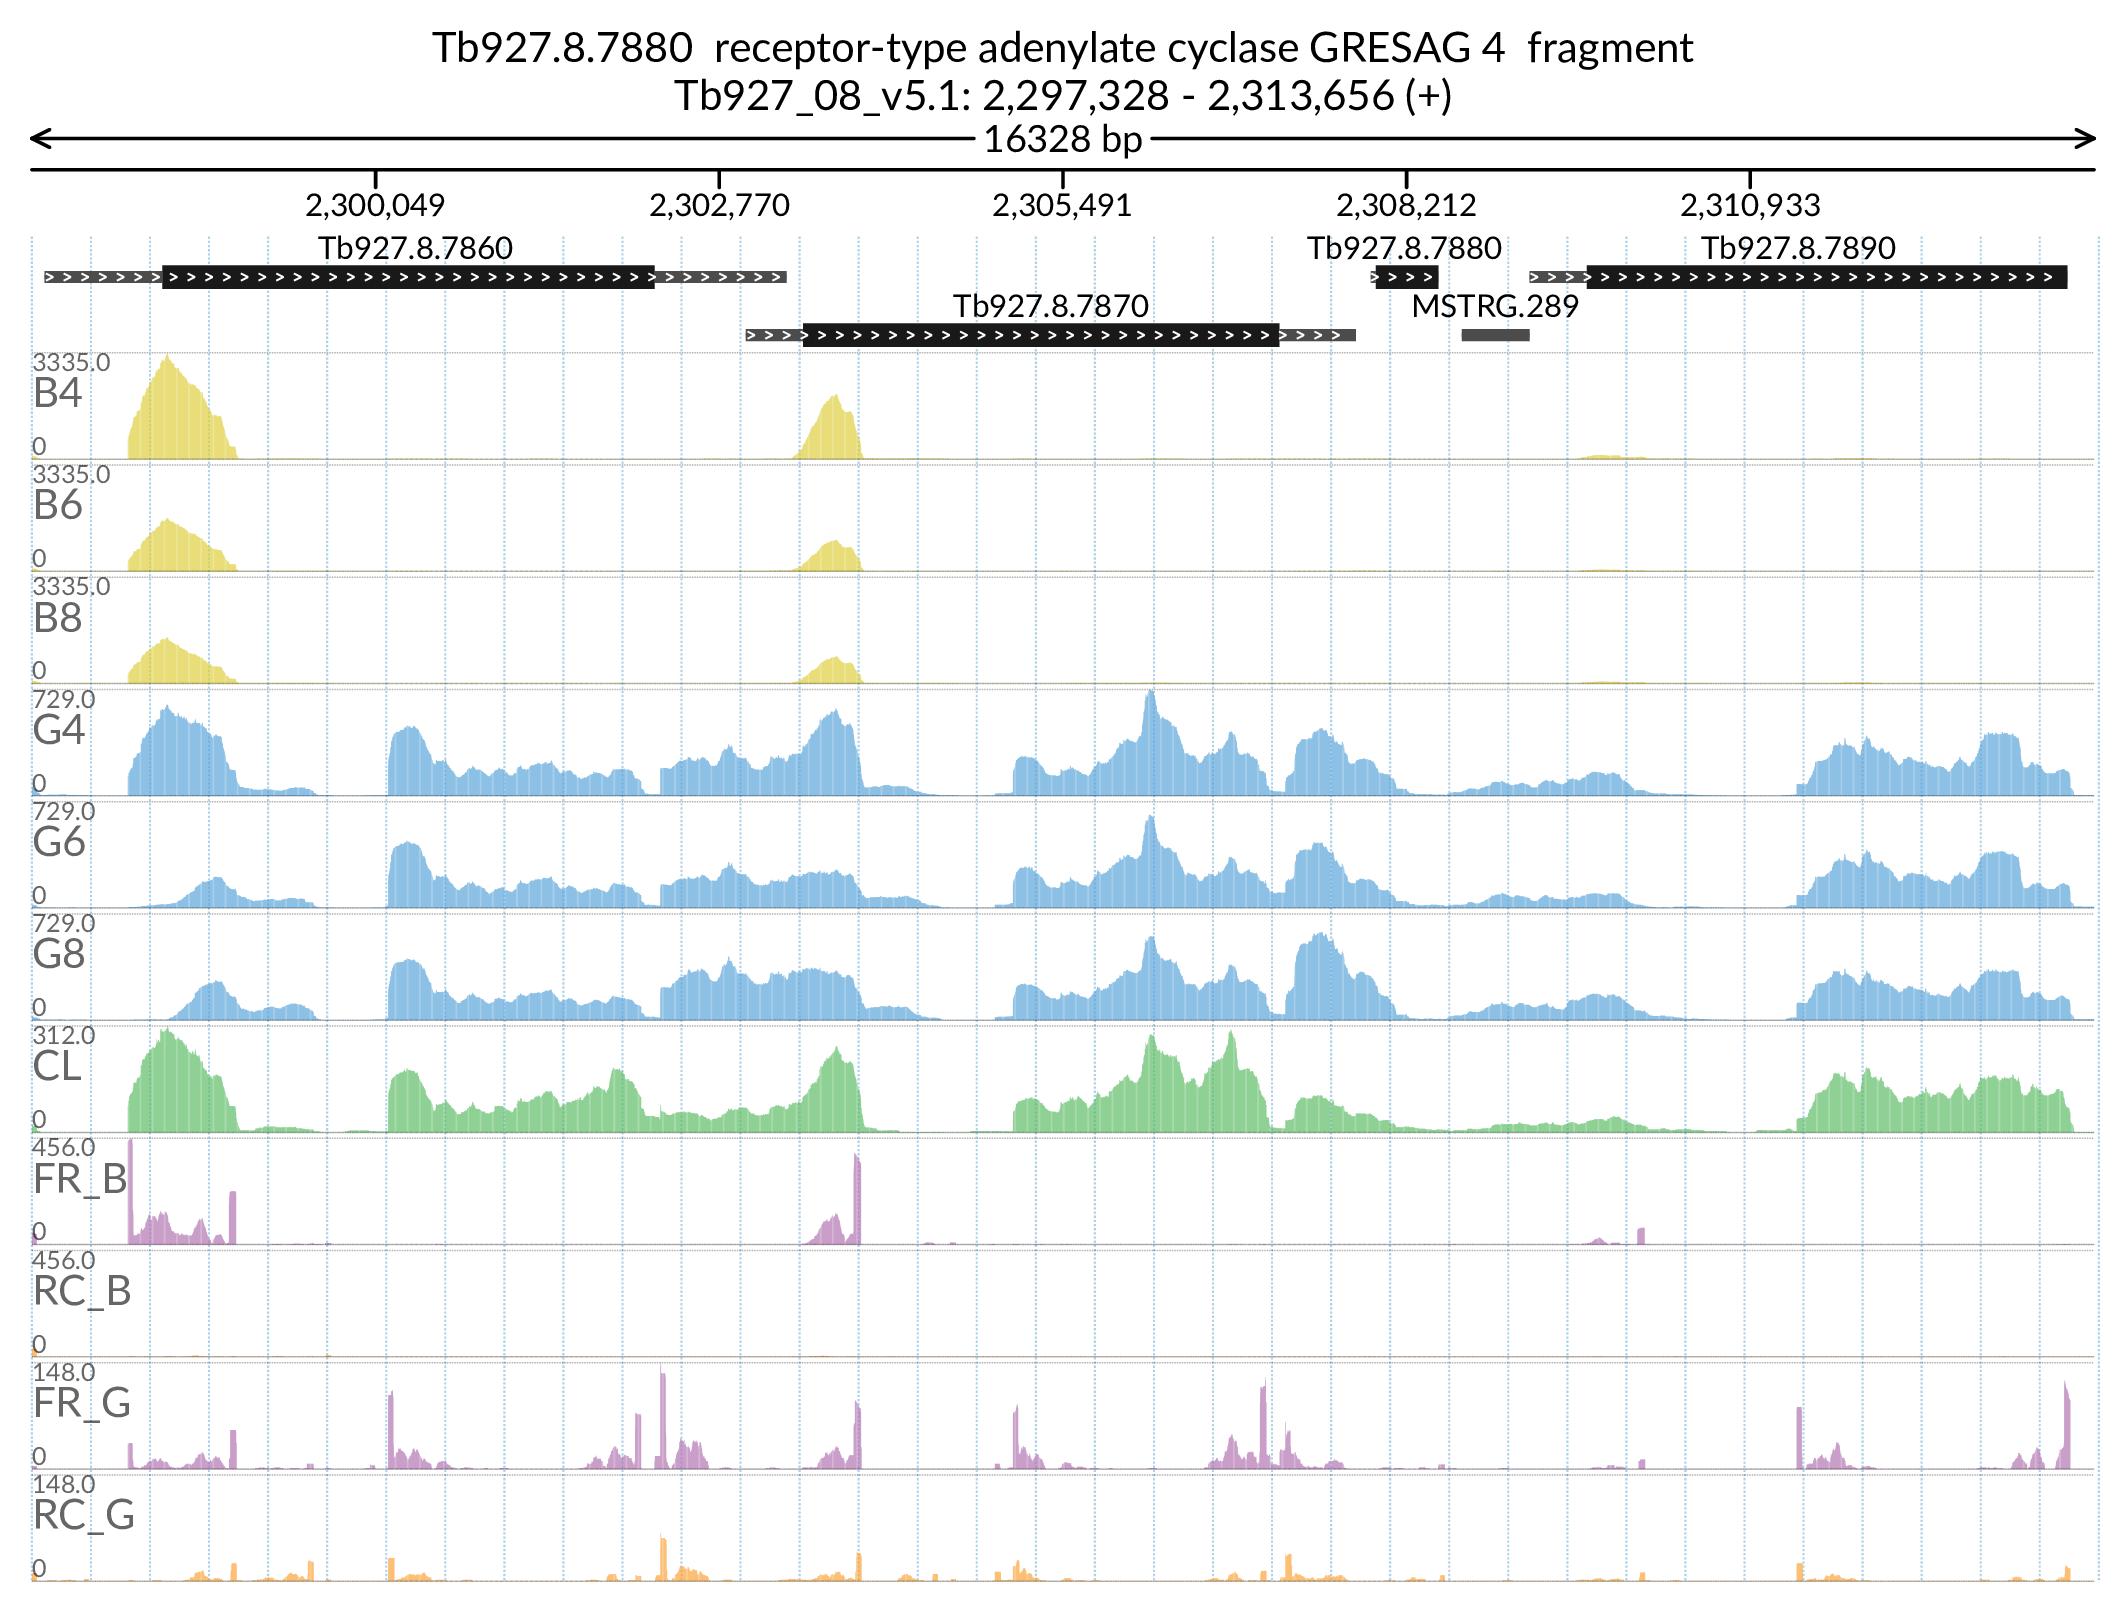 Tb927.8.7880  receptor-type adenylate cyclase GRESAG 4  fragment
Tb927_08_v5.1: 2,297,328 - 2,313,656 (+)
16328 bp
2,300,049 2,302,770 2,305,491 2,308,212 2,310,933
Tb927.8.7860 Tb927.8.7880 Tb927.8.7890
Tb927.8.7870 MSTRG.289
3335.0
B4
0
3335.0
B6
0
3335.0
B8
0
729.0
G4
0
729.0
G6
0
729.0
G8
0
312.0
CL
0
456.0
FR_B
0
456.0
RC_B
0
148.0
FR_G
0
148.0
RC_G
0